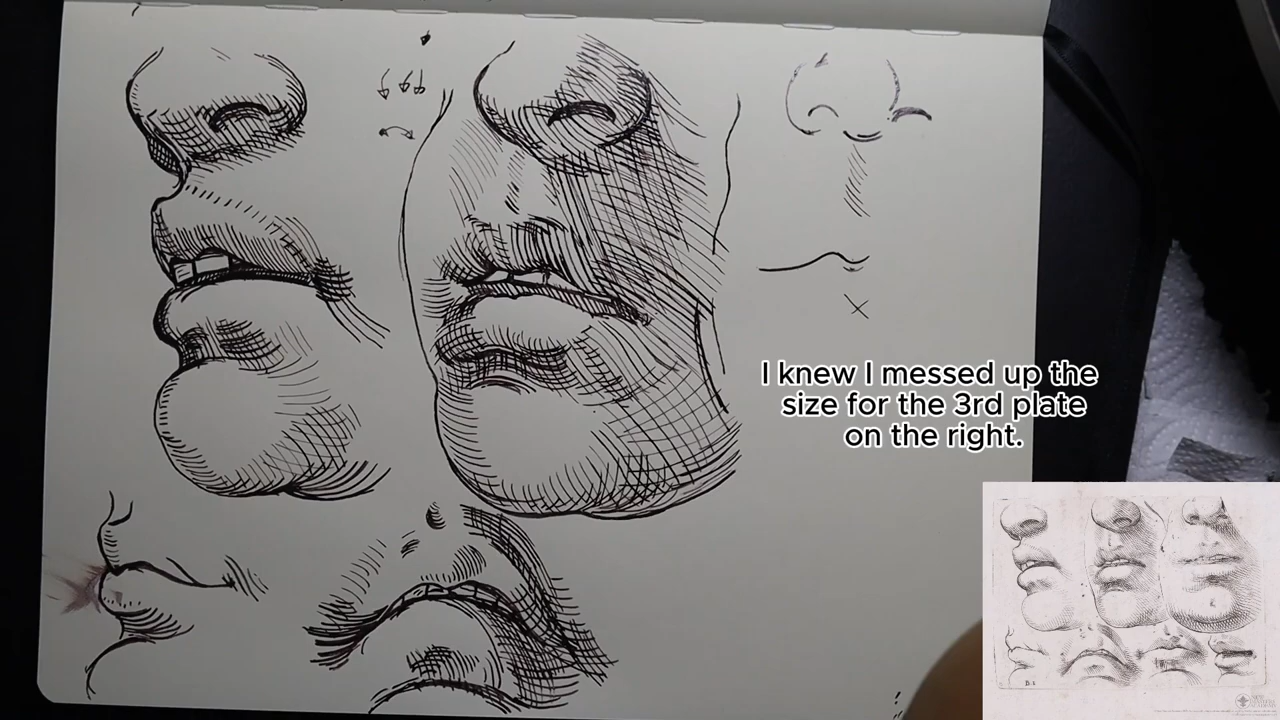 I knew I messed up the
size for the 3rd plate
on the right.